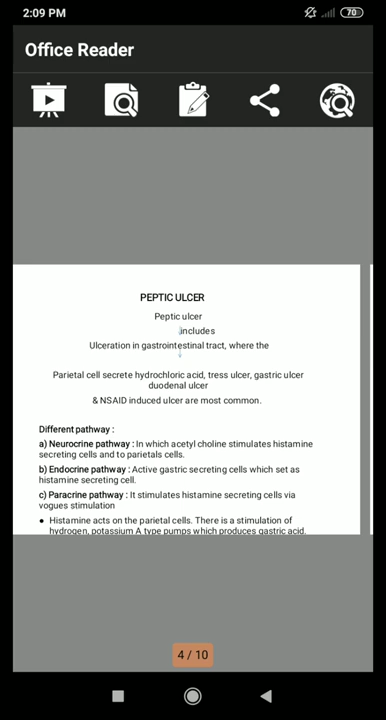 2:09 PM
70
Office Reader
PEPTIC ULCER
Peptic ulcer
includes
Ulceration in gastrointestinal tract, where the
Parietal cell secrete hydrochloric acid, tress ulcer, gastric ulcer
duodenal ulcer
& NSAID induced ulcer are most common.
Different pathway :
a) Neurocrine pathway : In which acetyl choline stimulates histamine
secreting cells and to parietals cells.
b) Endocrine pathway : Active gastric secreting cells which set as
histamine secreting cell.
c) Paracrine pathway : It stimulates histamine secreting cells via
vogues stimulation
• Histamine acts on the parietal cells. There is a stimulation of
hydrogen, potassium A type pumps which produces gastric acid.
4 / 10